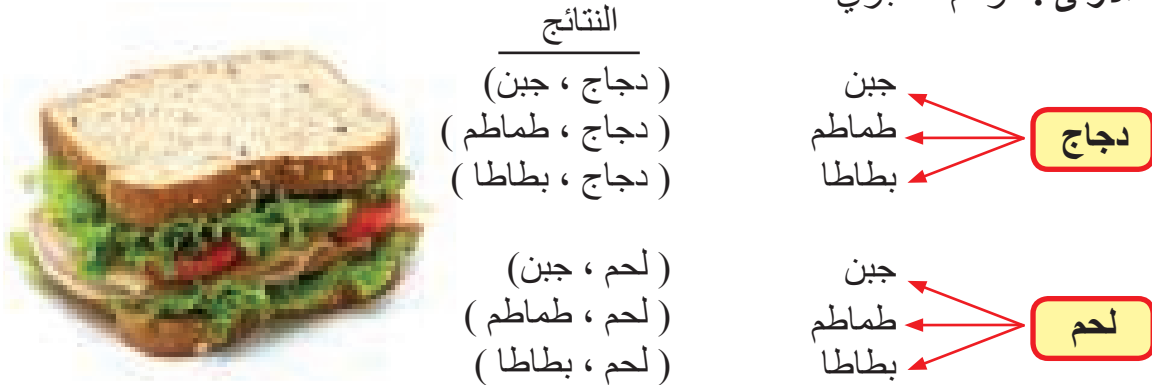 النتائج
دجاج
جبن
طماطم
بطاطا
( دجاج ، جبن)
( دجاج ، طماطم )
( دجاج ، بطاطا )
لحم
جبن
طماطم
بطاطا
( لحم ، جبن)
( لحم ، طماطم )
( لحم ، بطاطا )